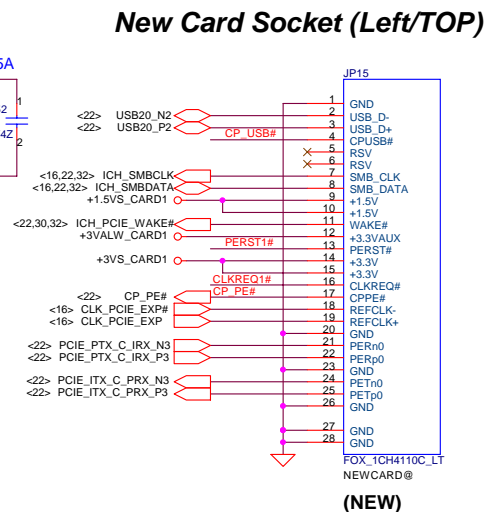 New Card Socket (Left/TOP)
5A
JP15
1
2
4Z
2
1 GND
<22> USB20_N2 2 USB_D-
<22> USB20_P2 3 USB_D+
CP_USB# 4 CPUSB#
5 RSV
6 RSV
<16,22,32> ICH_SMBCLK 7 SMB_CLK
<16,22,32> ICH_SMBDATA 8 SMB_DATA
+1.5VS_CARD1 9 +1.5V
10 +1.5V
<22,30,32> ICH_PCIE_WAKE# 11 WAKE#
+3VALW_CARD1 12 +3.3VAUX
PERST1# 13 PERST#
+3VS_CARD1 14 +3.3V
15 +3.3V
CLKREQ1# 16 CLKREQ#
<22> CP_PE# CP_PE# 17 CPPE#
<16> CLK_PCIE_EXP# 18 REFCLK-
<16> CLK_PCIE_EXP 19 REFCLK+
20 GND
<22> PCIE_PTX_C_IRX_N3 21 PERn0
<22> PCIE_PTX_C_IRX_P3 22 PERp0
23 GND
<22> PCIE_ITX_C_PRX_N3 24 PETn0
<22> PCIE_ITX_C_PRX_P3 25 PETp0
26 GND
27 GND
28 GND
FOX_1CH4110C_LT
NEWCARD@
(NEW)